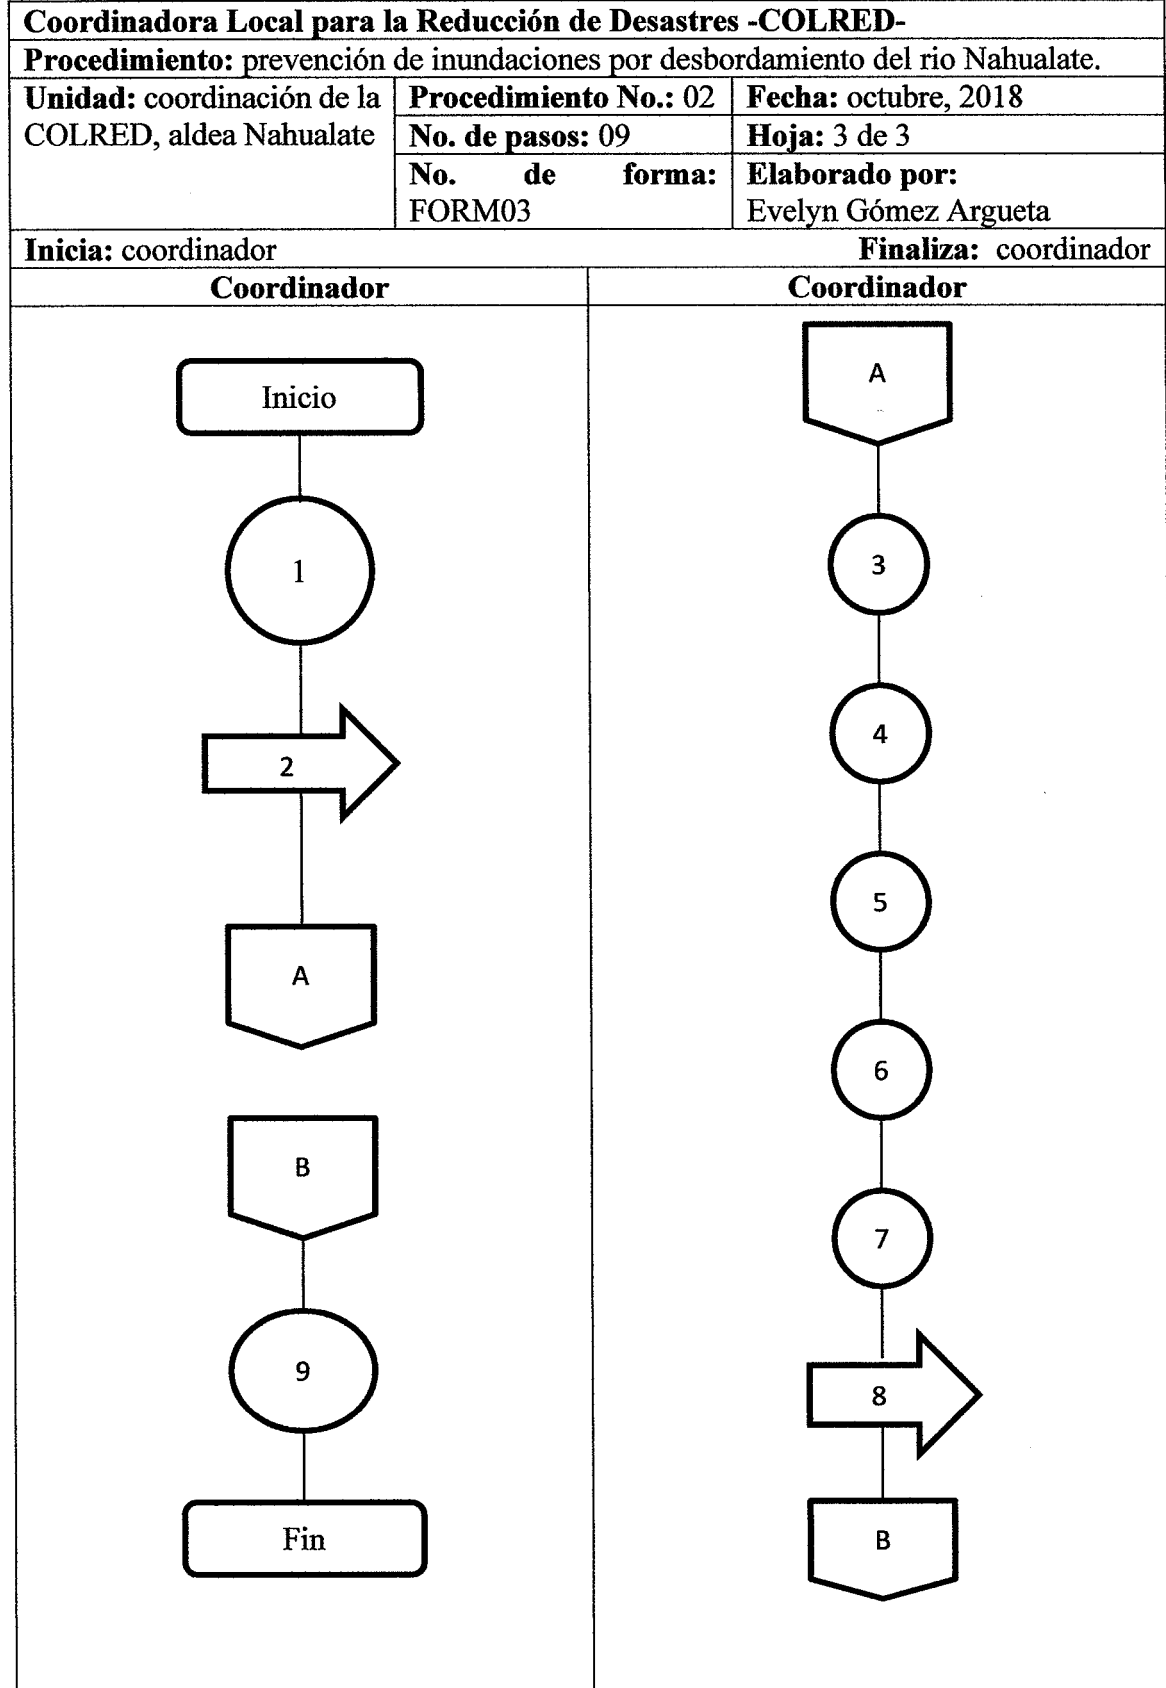 Coordinadora Local para la Reducción de Desastres -COLRED-
Procedimiento: prevención de inundaciones por desbordamiento del rio Nahualate.
Unidad: coordinación de la
COLRED, aldea Nahualate
Procedimiento No.: 02
Fecha: octubre, 2018
No. de pasos: 09
Hoja: 3 de 3
No. de forma:
FORM03
Elaborado por:
Evelyn Gómez Argueta
Inicia: coordinador
Finaliza: coordinador
Coordinador
Inicio
1
2
A
B
9
Fin
Coordinador
A
3
4
5
6
7
8
B